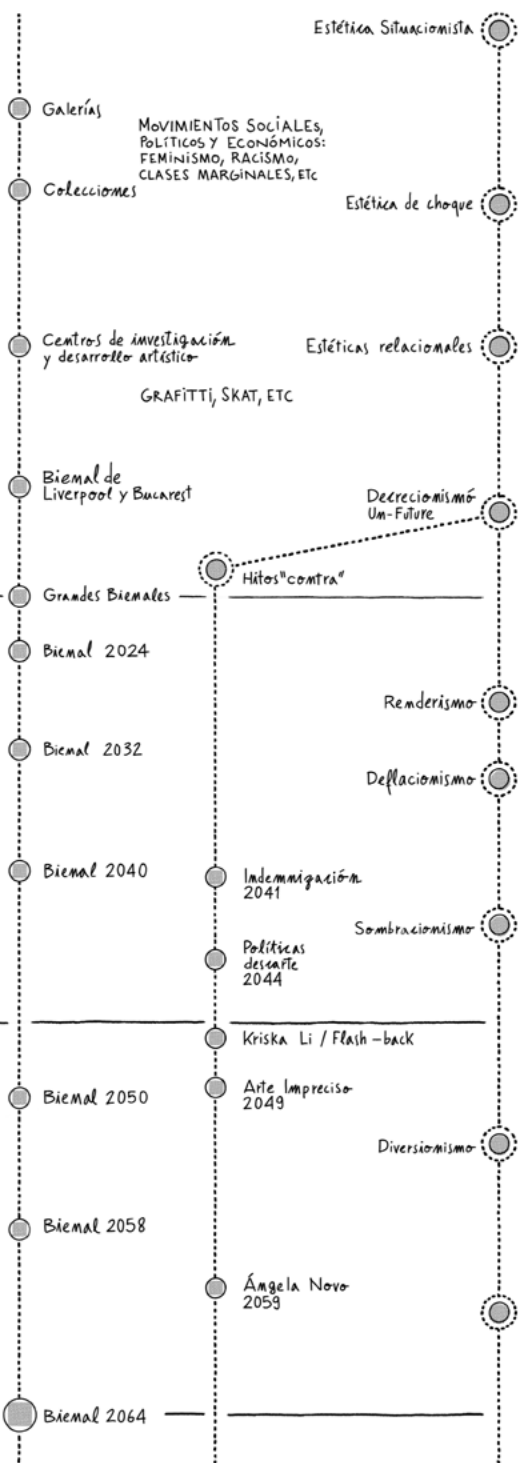 Estética Situacionista
Galerías
MOVIMIENTOS SOCIALES,
POLÍTICOS Y ECONÓMICOS:
FEMINISMO, RACISMO,
CLASES MARGINALES, ETC
Colecciones
Estética de choque
Centros de investigación
y desarrollo artístico
Estéticas relacionales
GRAFITTI, SKAT, ETC
Bienal de
Liverpool y Bucarest
Decrecionismó
Un-Future
Hitos "contra"
Grandes Bienales
Bienal 2024
Renderismo
Bienal 2032
Deflacionismo
Bienal 2040
Indemnización
2041
Sombracionismo
Políticas
descarte
2044
Kriska Li / Flash-back
Arte Impreciso
2049
Bienal 2050
Diversionismo
Bienal 2058
Ángela Novo
2059
Bienal 2064